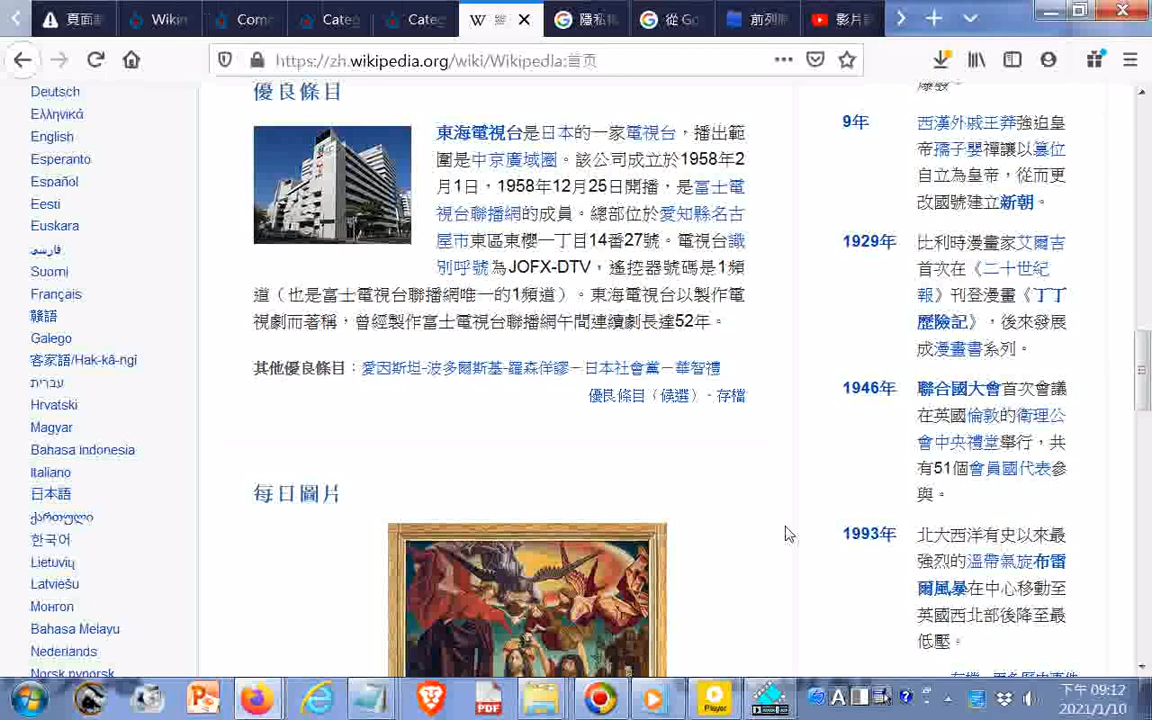 頁面
Wikin
Com
Categ
Categ
W
隱私
從 Go
前列
影片
https://zh.wikipedia.org/wiki/Wikipedia:首页
Deutsch
Ελληνικά
English
Esperanto
Español
Eesti
Euskara
فارسی
Suomi
Français
贛語
Galego
客家語/Hak-kâ-ngî
עברית
Hrvatski
Magyar
Bahasa Indonesia
Italiano
日本語
ქართული
한국어
Lietuvių
Latviešu
Монгол
Bahasa Melayu
Nederlands
Norsk nynorsk
優良條目
東海電視台是日本的一家電視台，播出範
圍是中京廣域圈。該公司成立於1958年2
月1日，1958年12月25日開播，是富士電
視台聯播網的成員。總部位於愛知縣名古
屋市東區東櫻一丁目14番27號。電視台識
別呼號為JOFX-DTV，遙控器號碼是1頻
道（也是富士電視台聯播網唯一的1頻道）。東海電視台以製作電
視劇而著稱，曾經製作富士電視台聯播網午間連續劇長達52年。
其他優良條目：愛因斯坦-波多爾斯基-羅森佯謬－日本社會黨－華智禮
優良條目（候選）－存檔
每日圖片
9年
西漢外戚王莽強迫皇
帝孺子嬰禪讓以篡位
自立為皇帝，從而更
改國號建立新朝。
1929年
比利時漫畫家艾爾吉
首次在《二十世紀
報》刊登漫畫《丁丁
歷險記》，後來發展
成漫畫書系列。
1946年
聯合國大會首次會議
在英國倫敦的衛理公
會中央禮堂舉行，共
有51個會員國代表參
與。
1993年
北大西洋有史以來最
強烈的溫帶氣旋布雷
爾風暴在中心移動至
英國西北部後降至最
低壓。
PDF
Player
A
下午 09:12
2021/1/10